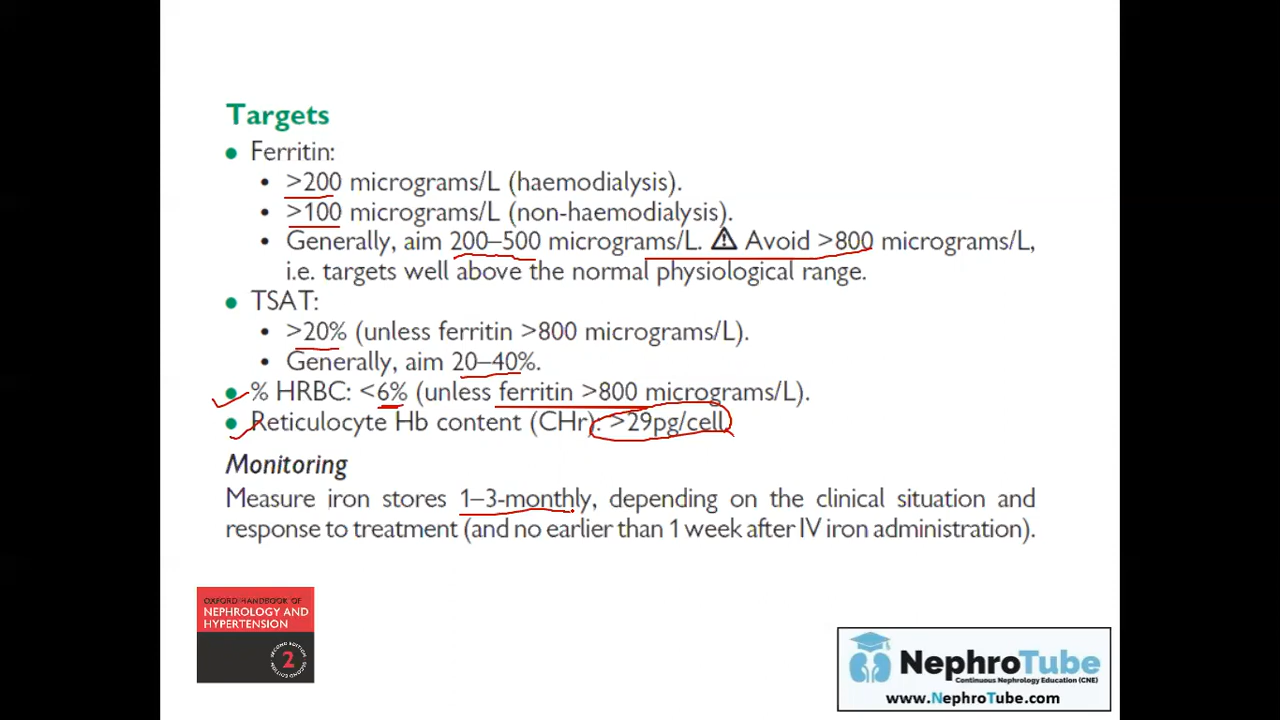 Targets
• Ferritin:
• >200 micrograms/L (haemodialysis).
• >100 micrograms/L (non-haemodialysis).
• Generally, aim 200–500 micrograms/L. ⚠ Avoid >800 micrograms/L,
i.e. targets well above the normal physiological range.
• TSAT:
• >20% (unless ferritin >800 micrograms/L).
• Generally, aim 20–40%.
• % HRBC: <6% (unless ferritin >800 micrograms/L).
• Reticulocyte Hb content (CHr): >29pg/cell.
Monitoring
Measure iron stores 1–3-monthly, depending on the clinical situation and
response to treatment (and no earlier than 1 week after IV iron administration).
OXFORD HANDBOOK OF
NEPHROLOGY AND
HYPERTENSION
SECOND EDITION
2
SECOND EDITION
NephroTube
Continuous Nephrology Education (CNE)
www.NephroTube.com